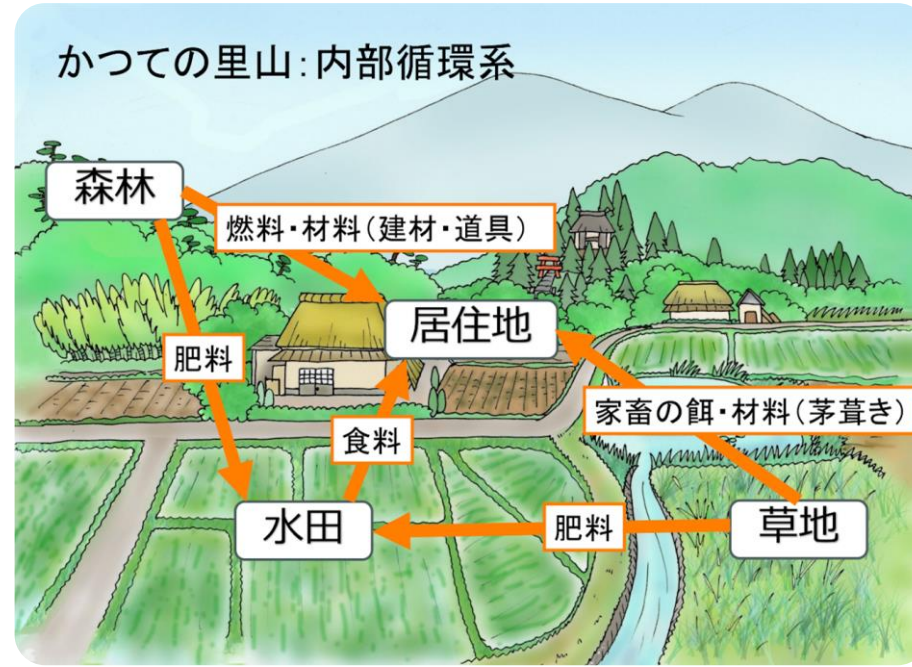 かつての里山:内部循環系
森林
燃料・材料(建材・道具)
居住地
肥料
家畜の餌・材料(茅葺き)
食料
水田
肥料
草地